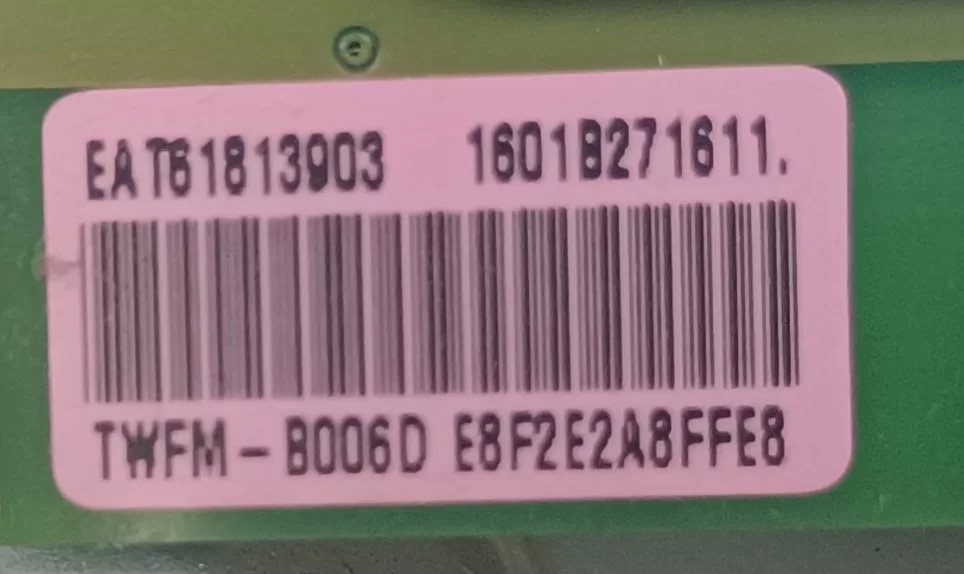 EAT61813903 1601B271611.
TWFM-B006D E8F2E2A8FFE8